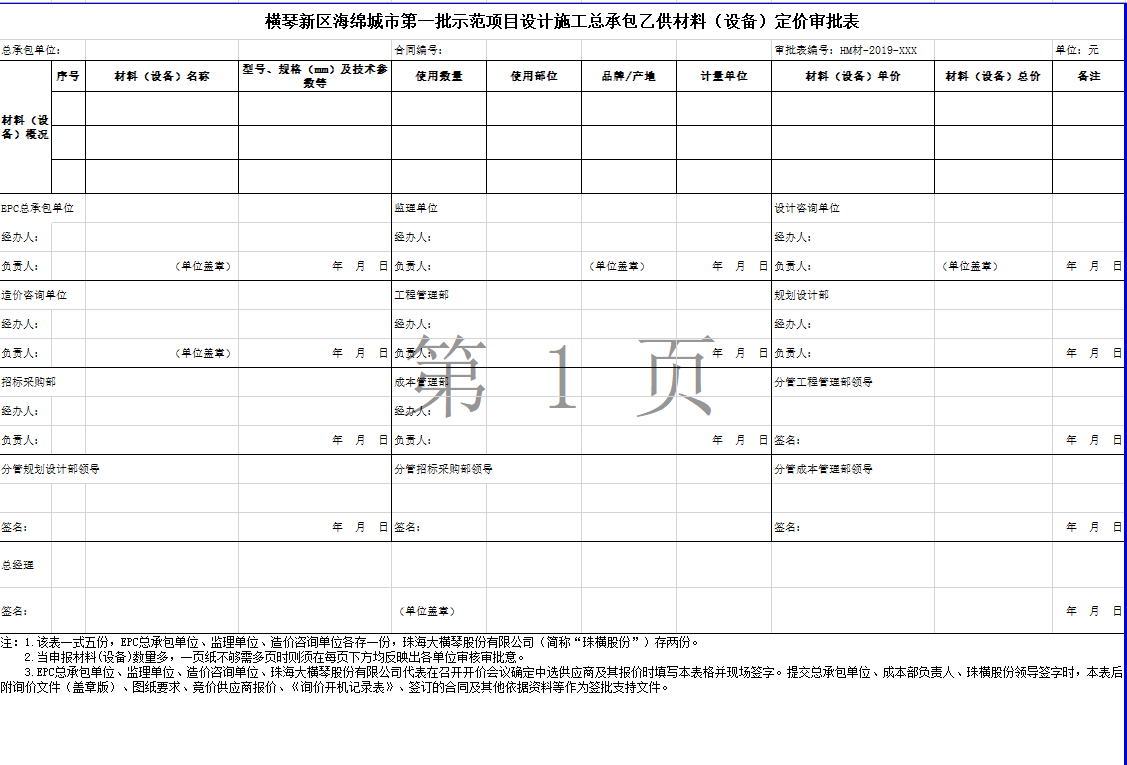 横琴新区海绵城市第一批示范项目设计施工总承包乙供材料（设备）定价审批表
总承包单位: 合同编号: 审批表编号: HM材-2019-XXX 单位: 元
材料（设备）概况
序号 材料（设备）名称 型号、规格（mm）及技术参数等 使用数量 使用部位 品牌/产地 计量单位 材料（设备）单价 材料（设备）总价 备注
EPC总承包单位 监理单位 设计咨询单位
经办人: 经办人: 经办人:
负责人: （单位盖章） 年 月 日 负责人: （单位盖章） 年 月 日 负责人: （单位盖章） 年 月 日
造价咨询单位 工程管理部 规划设计部
经办人: 经办人: 经办人:
负责人: （单位盖章） 年 月 日 负责人: 年 月 日 负责人: 年 月 日
第 1 页
招标采购部 成本管理部 分管工程管理部领导
经办人: 经办人:
负责人: 年 月 日 负责人: 年 月 日 签名: 年 月 日
分管规划设计部领导 分管招标采购部领导 分管成本管理部领导
签名: 年 月 日 签名: 签名: 年 月 日
总经理
签名: （单位盖章） 年 月 日
注: 1.该表一式五份，EPC总承包单位、监理单位、造价咨询单位各存一份，珠海大横琴股份有限公司（简称“珠横股份”）存两份。
2.当申报材料(设备)数量多，一页纸不够需多页时则须在每页下方均反映出各单位审核审批意。
3.EPC总承包单位、监理单位、造价咨询单位、珠海大横琴股份有限公司代表在召开开价会议确定中选供应商及其报价时填写本表格并现场签字。提交总承包单位、成本部负责人、珠横股份领导签字时，本表后
附询价文件（盖章版）、图纸要求、竞价供应商报价、《询价开机记录表》、签订的合同及其他依据资料等作为签批支持文件。